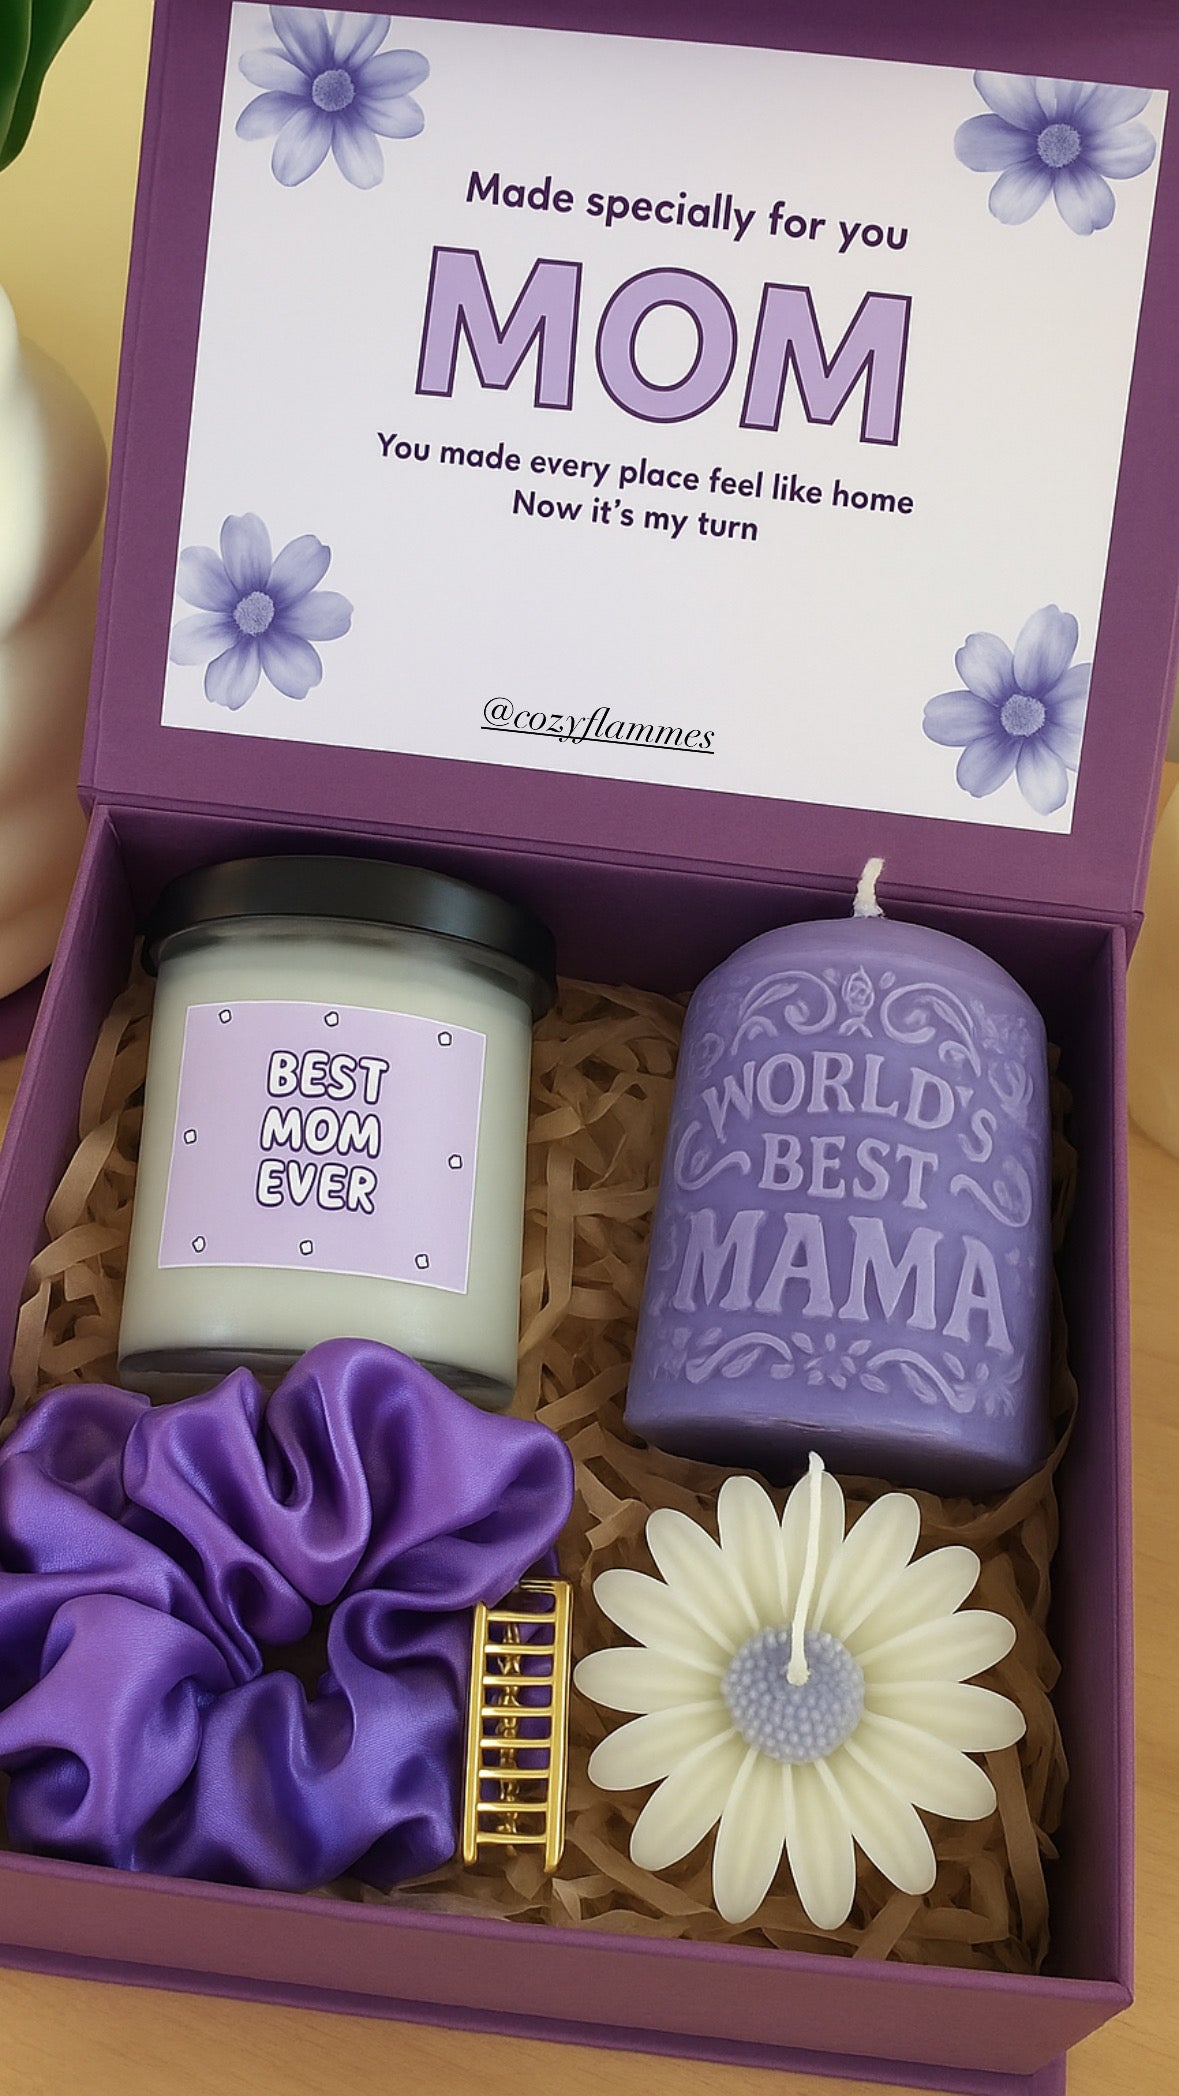 Made specially for you
MOM
You made every place feel like home
Now it's my turn
@cozyflammes
BEST
MOM
EVER
WORLD'S
BEST
MAMA